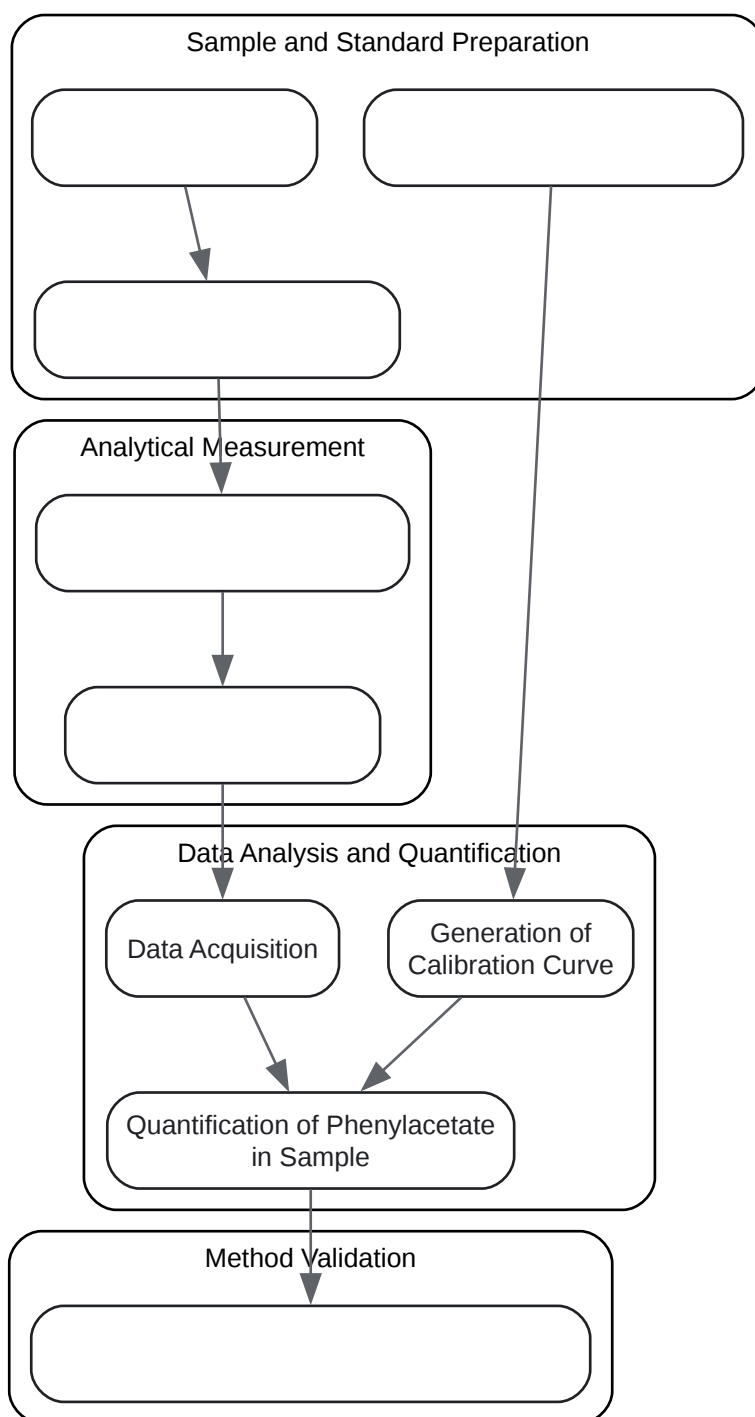 Sample and Standard Preparation
Analytical Measurement
Data Analysis and Quantification
Data Acquisition
Generation of
Calibration Curve
Quantification of Phenylacetate
in Sample
Method Validation